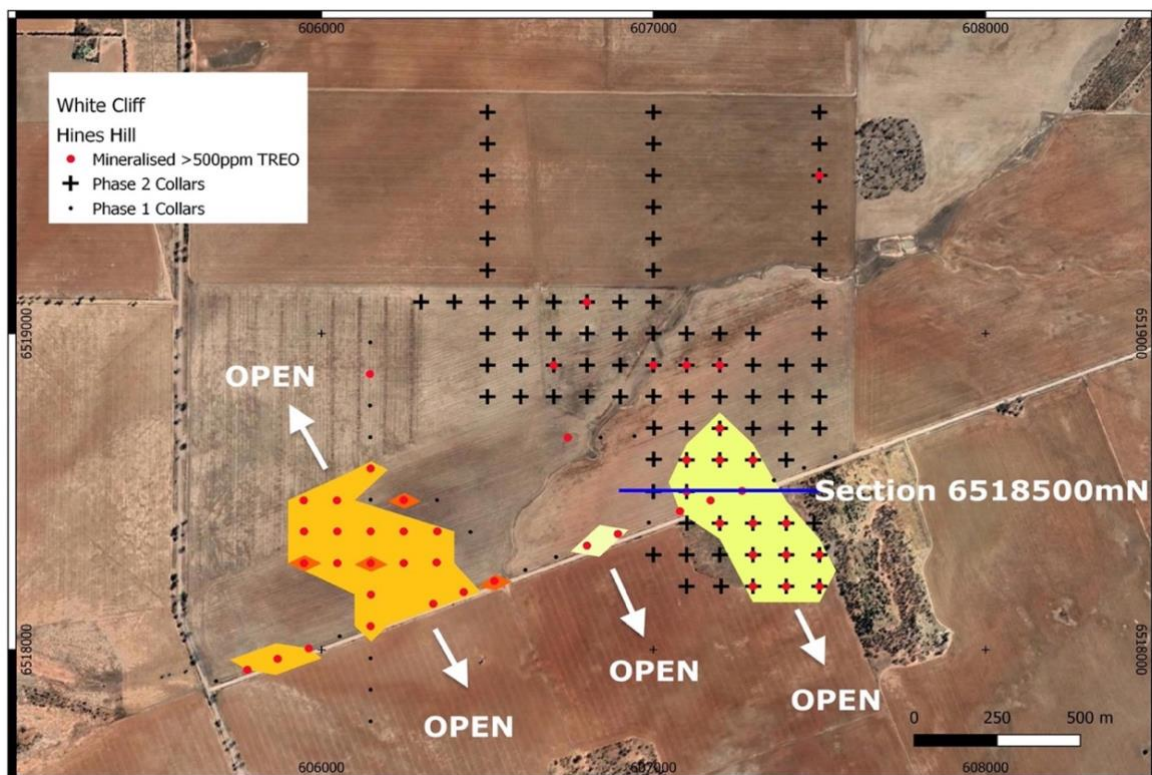 606000
607000
608000
White Cliff
Hines Hill
Mineralised >500ppm TREO
Phase 2 Collars
Phase 1 Collars
6519000
6519000
OPEN
Section 6518500mN
6518000
6518000
OPEN
OPEN
OPEN
0 250 500 m
606000
607000
608000